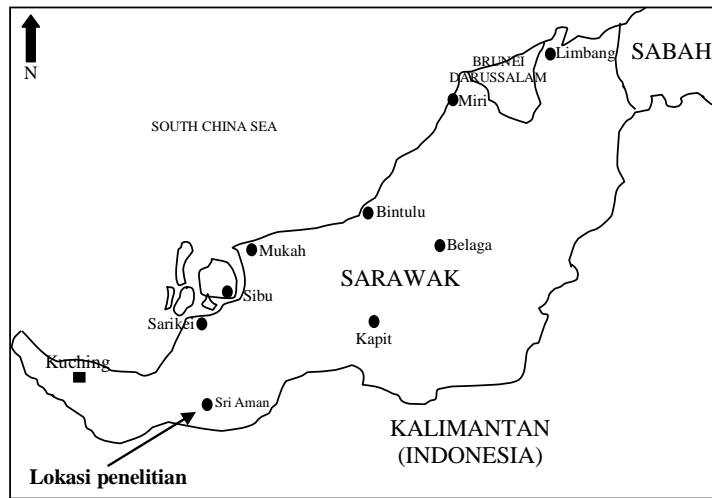 N
SOUTH CHINA SEA
BRUNEI
DARUSSALAM
Limbang
SABAH
Miri
Bintulu
Mukah
Belaga
SARAWAK
Sibu
Sarikei
Kapit
Kuching
Sri Aman
KALIMANTAN
(INDONESIA)
Lokasi penelitian